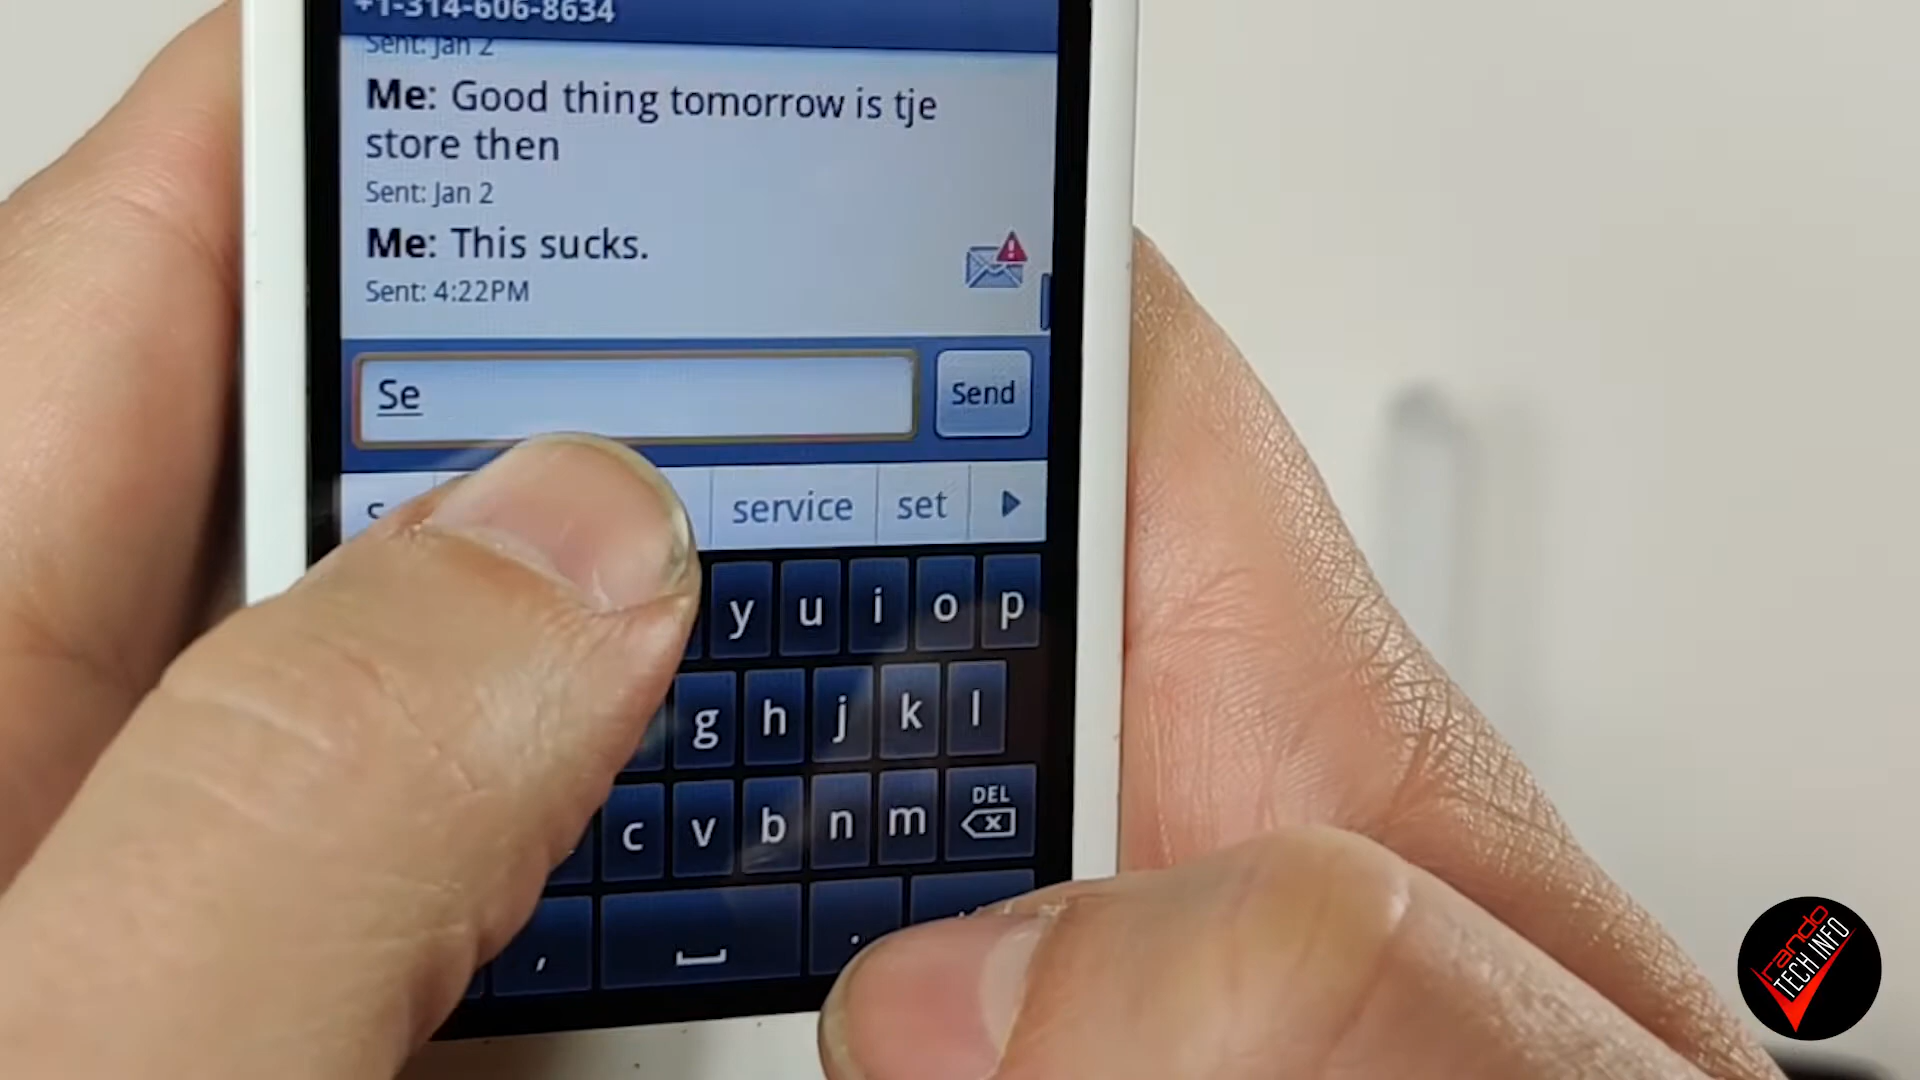 +1-314-606-8634
Sent: Jan 2
Me: Good thing tomorrow is tje
store then
Sent: Jan 2
Me: This sucks.
Sent: 4:22PM
Se
Send
service set
y u i o p
g h j k l
c v b n m DEL
, .
rando
TECH INFO